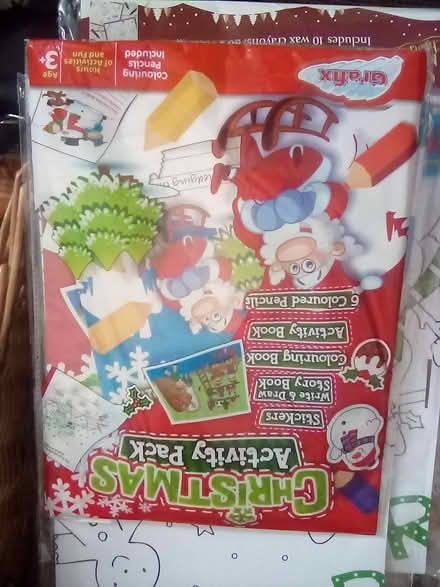 CHRISTMAS
Activity Pack
Stickers
Write & Draw
Story Book
Colouring Book
Activity Book
6 Coloured Pencils
Grafix
Colouring
Pencils
Included
Hours
of Activities
and Fun
Age
3+
Includes 10 wax crayons